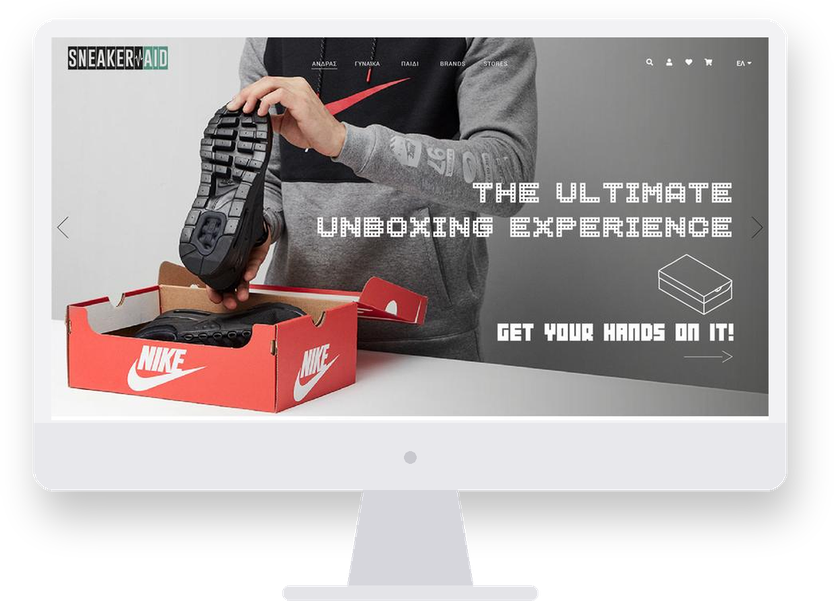 SNEAKER AID
ΑΝΔΡΑΣ ΓΥΝΑΙΚΑ ΠΑΙΔΙ BRANDS STORES
ΕΛ
THE ULTIMATE
UNBOXING EXPERIENCE
GET YOUR HANDS ON IT!
NIKE
NIKE